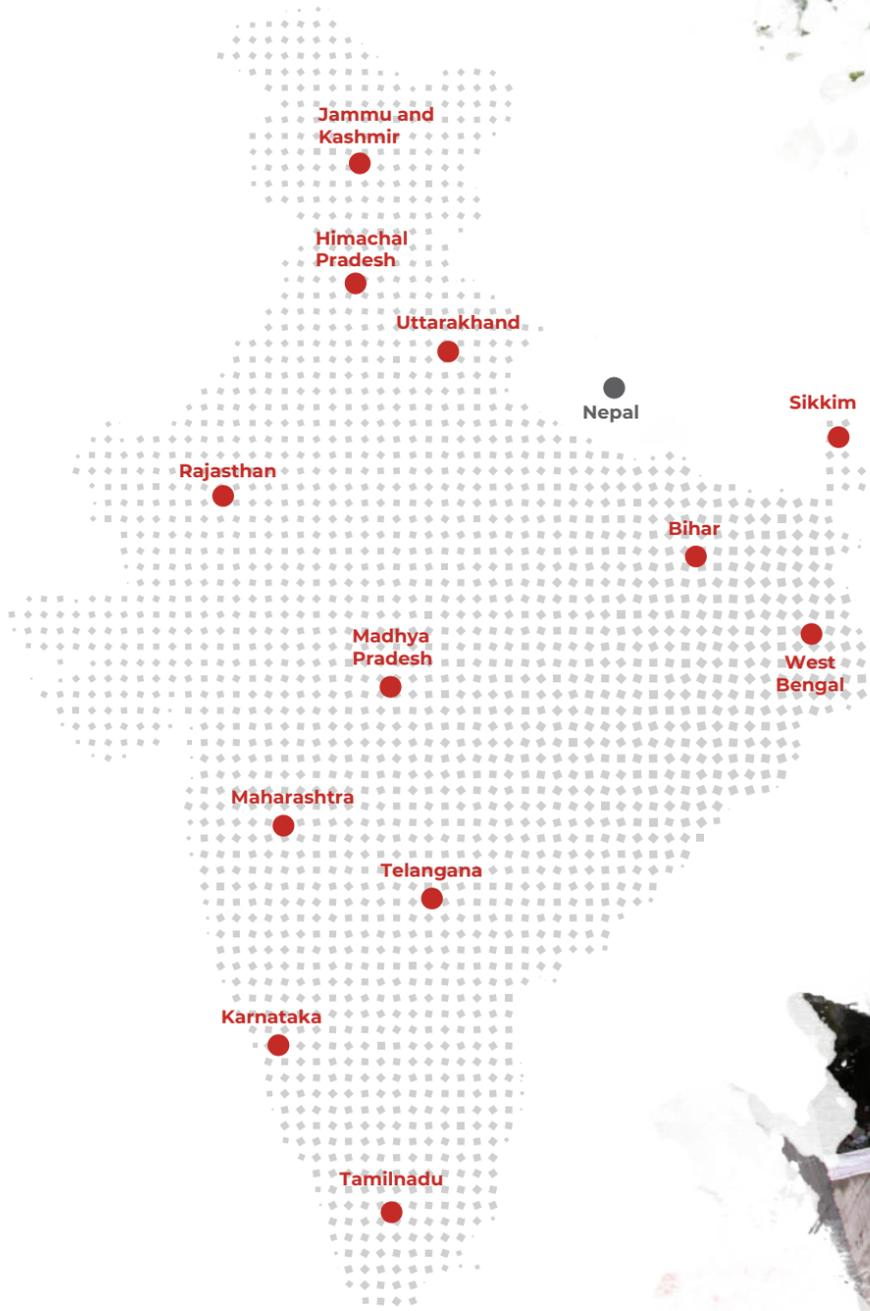 Jammu and
Kashmir
Himachal
Pradesh
Uttarakhand
Nepal
Sikkim
Rajasthan
Bihar
Madhya
Pradesh
West
Bengal
Maharashtra
Telangana
Karnataka
Tamilnadu